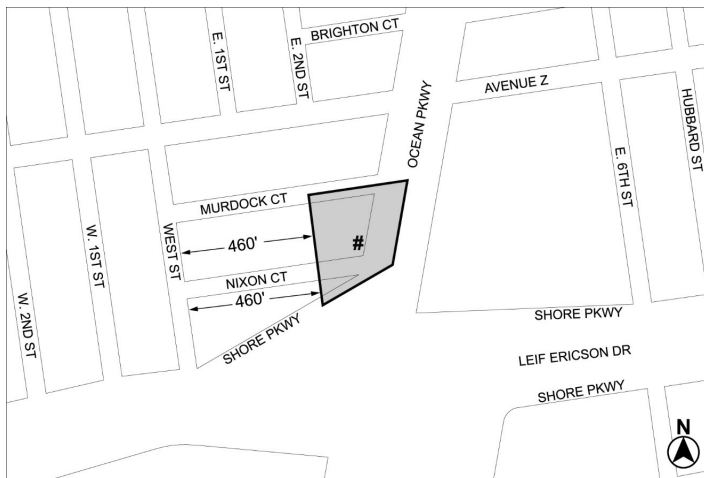 BRIGHTON CT
E. 1ST ST
E. 2ND ST
OCEAN PKWY
AVENUE Z
HUBBARD ST
E. 6TH ST
MURDOCK CT
#
460'
WEST ST
W. 1ST ST
W. 2ND ST
NIXON CT
460'
SHORE PKWY
SHORE PKWY
LEIF ERICSON DR
SHORE PKWY
N